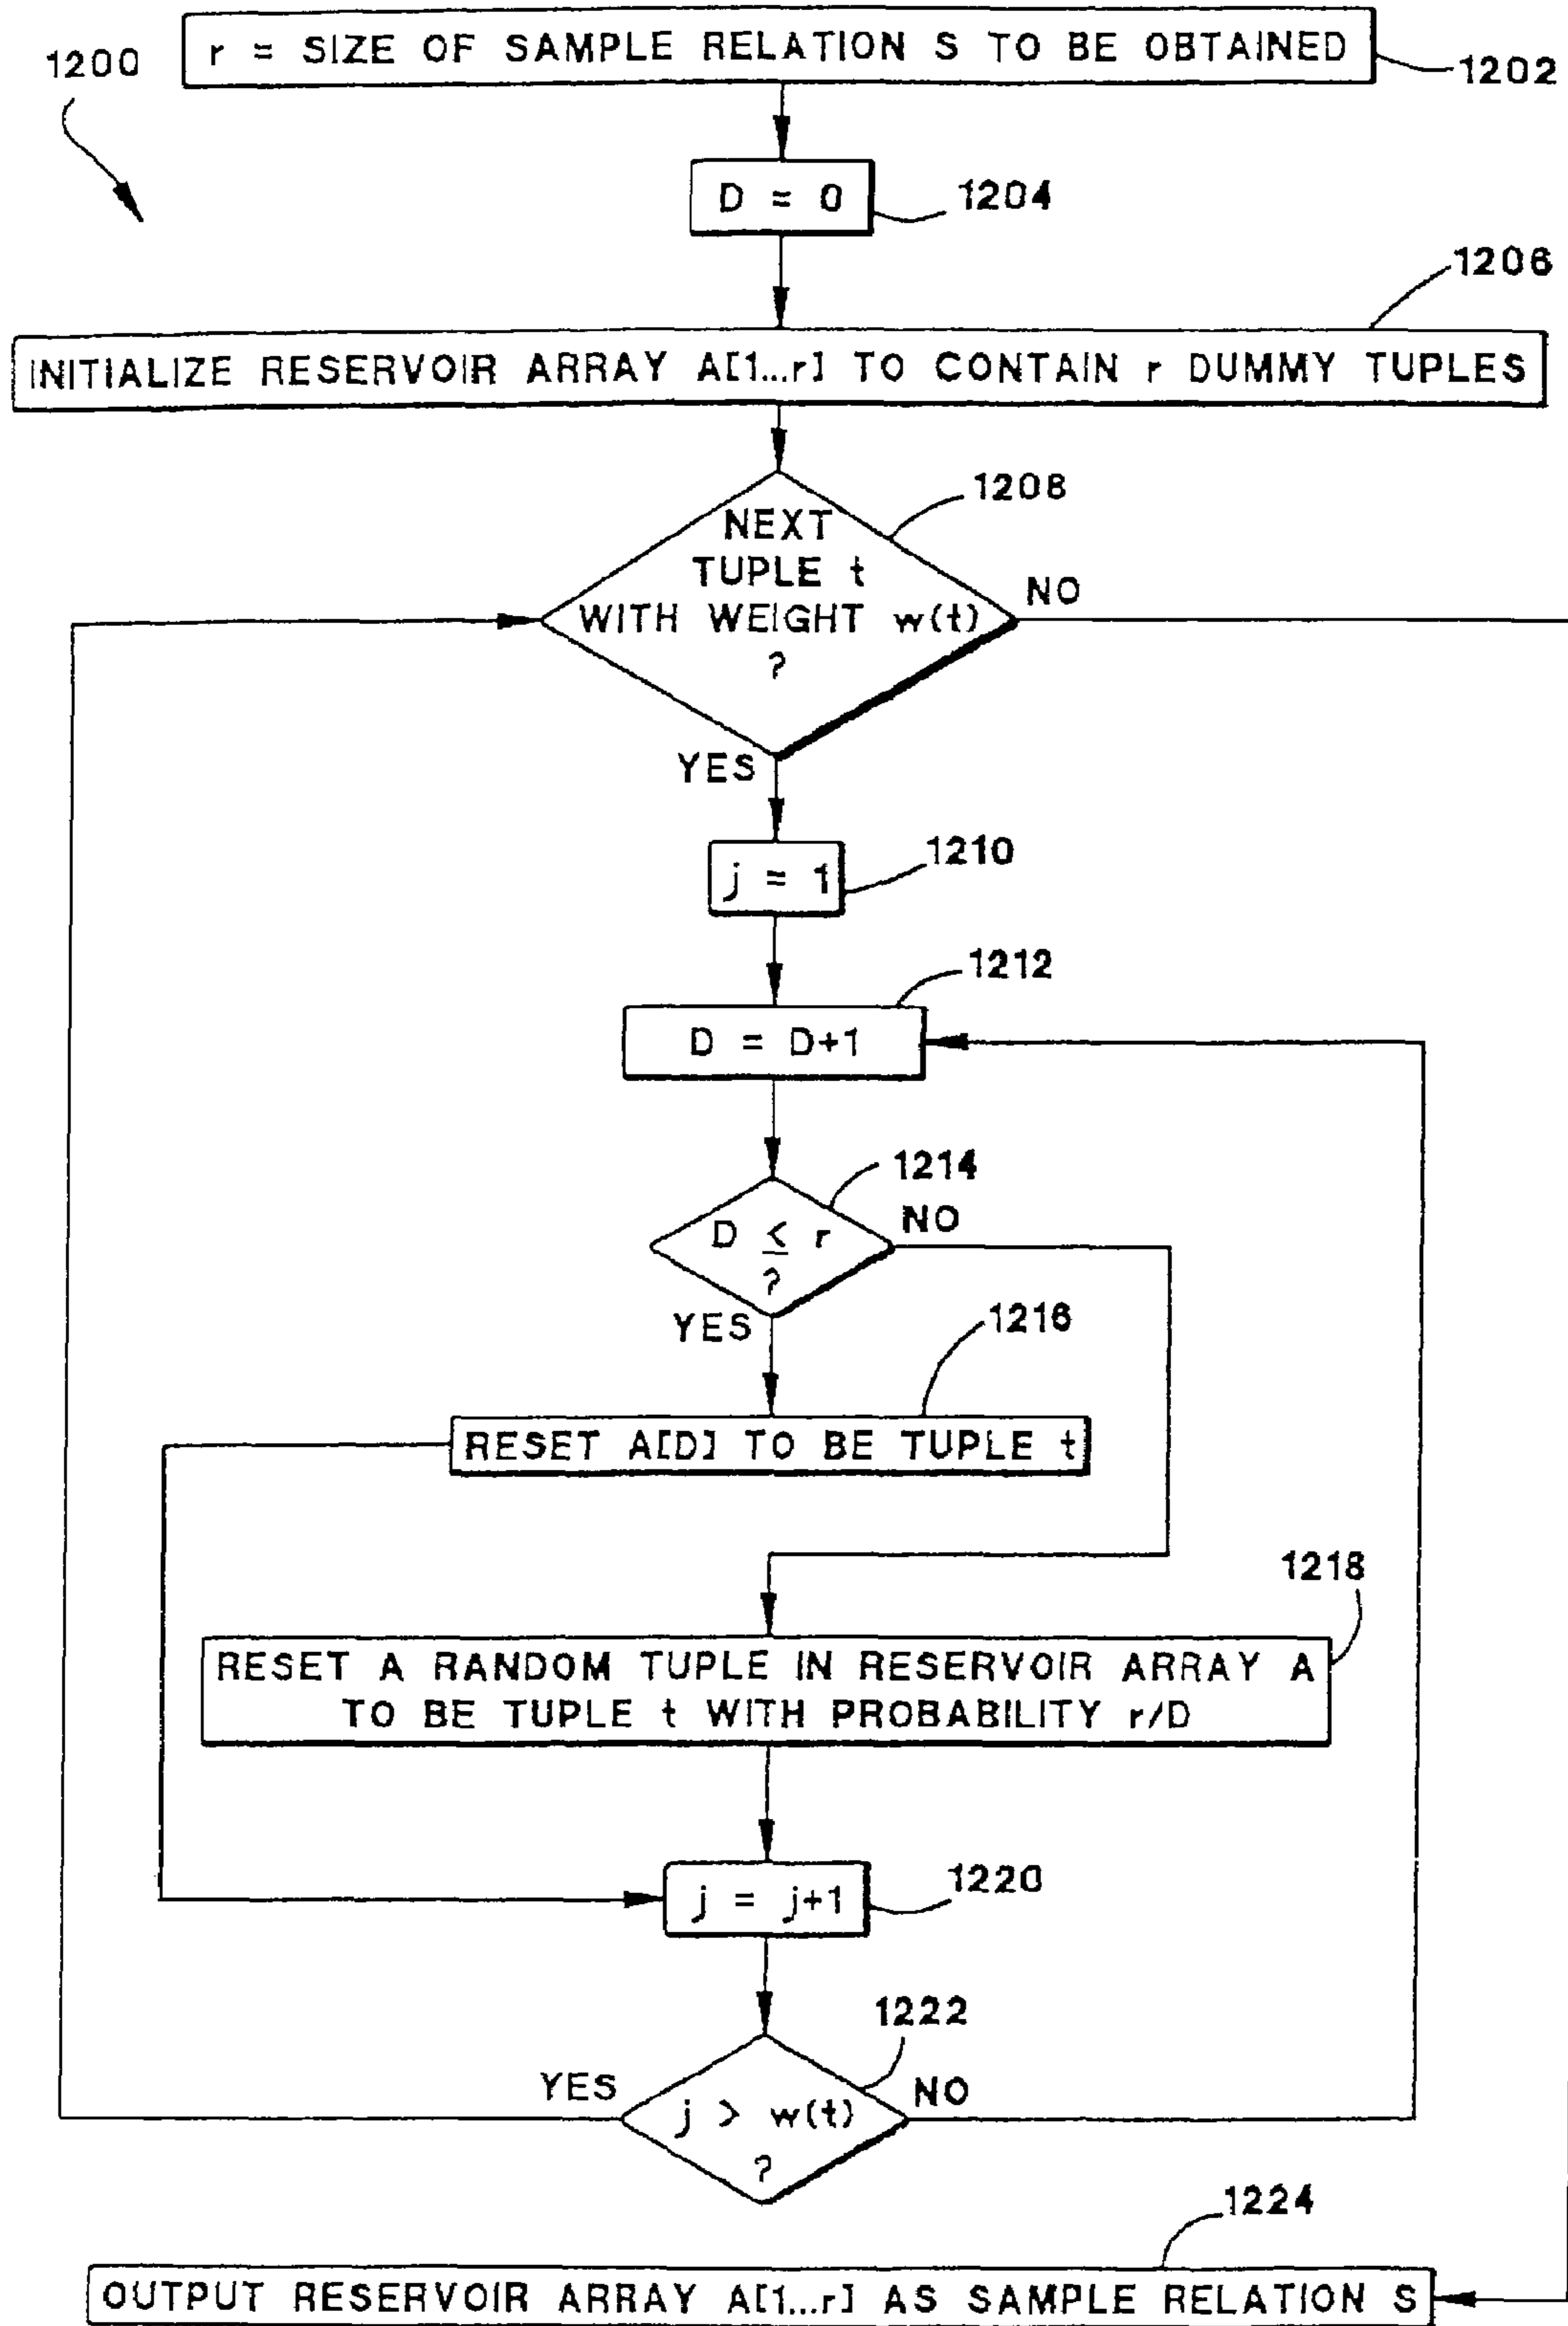 1200
r = SIZE OF SAMPLE RELATION S TO BE OBTAINED
1202
D = 0
1204
1206
INITIALIZE RESERVOIR ARRAY A[1...r] TO CONTAIN r DUMMY TUPLES
1208
NEXT
TUPLE t
WITH WEIGHT w(t)
?
NO
YES
j = 1
1210
1212
D = D+1
1214
D ≤ r
?
NO
YES
1216
RESET A[D] TO BE TUPLE t
1218
RESET A RANDOM TUPLE IN RESERVOIR ARRAY A
TO BE TUPLE t WITH PROBABILITY r/D
j = j+1
1220
1222
YES
j > w(t)
?
NO
1224
OUTPUT RESERVOIR ARRAY A[1...r] AS SAMPLE RELATION S